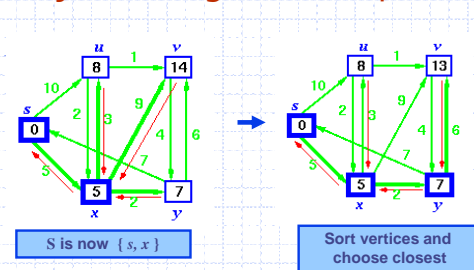 u v
8 1 14
10
s 2 3 9 4 6
0
7
5
5 2 7
x y
S is now { s, x }
u v
8 1 13
10
s 2 3 9 4 6
0
7
5
5 2 7
x y
Sort vertices and
choose closest